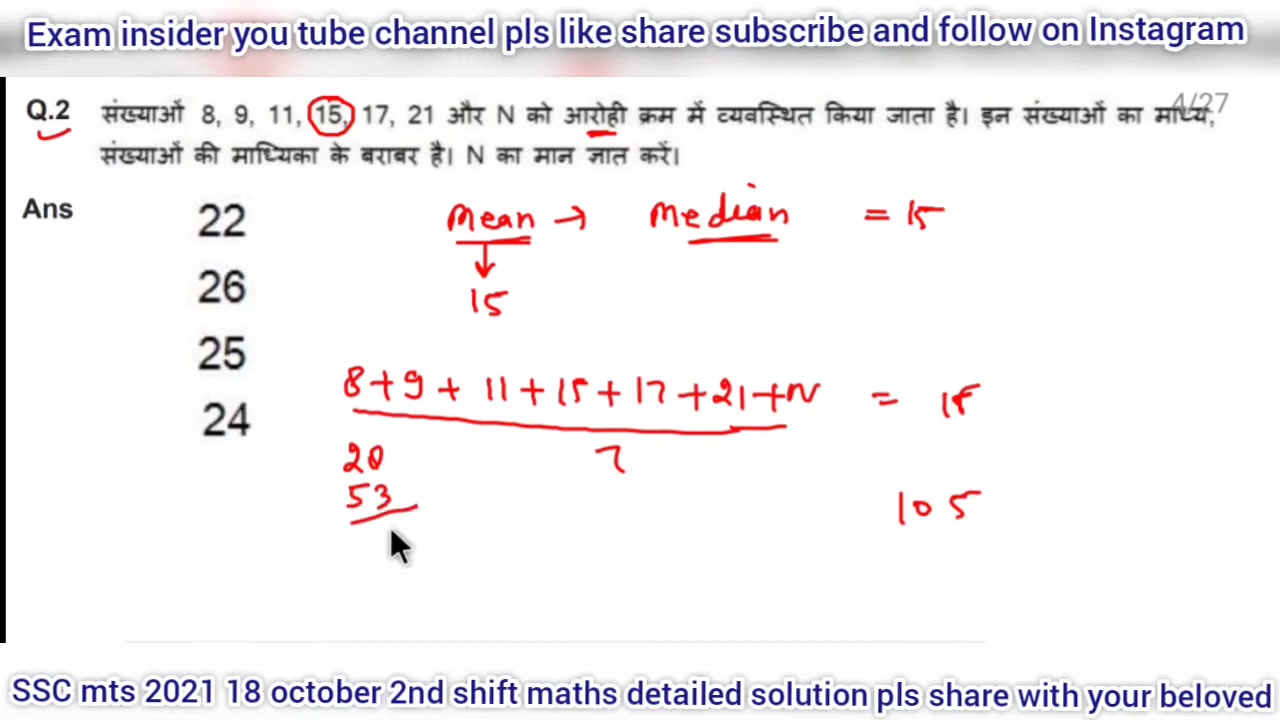 Exam insider you tube channel pls like share subscribe and follow on Instagram
4/27
Q.2 संख्याओं 8, 9, 11, 15, 17, 21 और N को आरोही क्रम में व्यवस्थित किया जाता है। इन संख्याओं का माध्य,
संख्याओं की माध्यिका के बराबर है। N का मान ज्ञात करें।
Ans
22
26
25
24
Mean → Median = 15
↓
15
8+9+11+15+17+21+N = 15
7
20
53
105
SSC mts 2021 18 october 2nd shift maths detailed solution pls share with your beloved